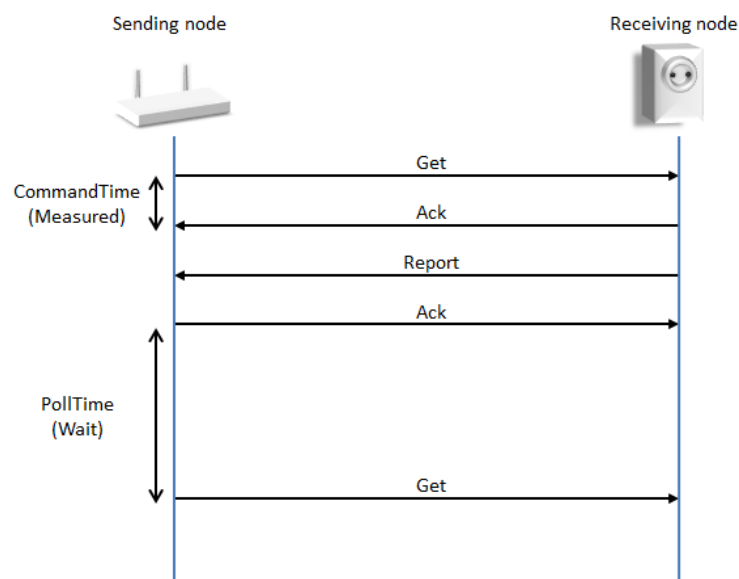 Sending node
Receiving node
Get
CommandTime
(Measured)
Ack
Report
Ack
PollTime
(Wait)
Get